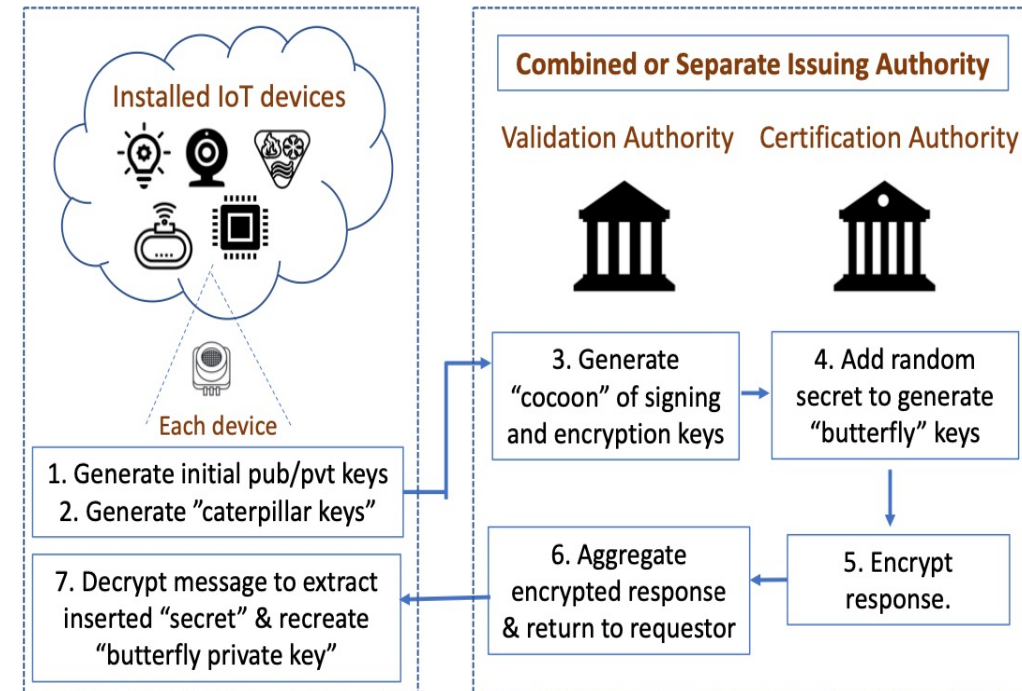 Installed IoT devices
Each device
1. Generate initial pub/pvt keys
2. Generate ”caterpillar keys”
7. Decrypt message to extract
inserted “secret” & recreate
“butterfly private key”
Combined or Separate Issuing Authority
Validation Authority
Certification Authority
3. Generate
“cocoon” of signing
and encryption keys
4. Add random
secret to generate
“butterfly” keys
5. Encrypt
response.
6. Aggregate
encrypted response
& return to requestor